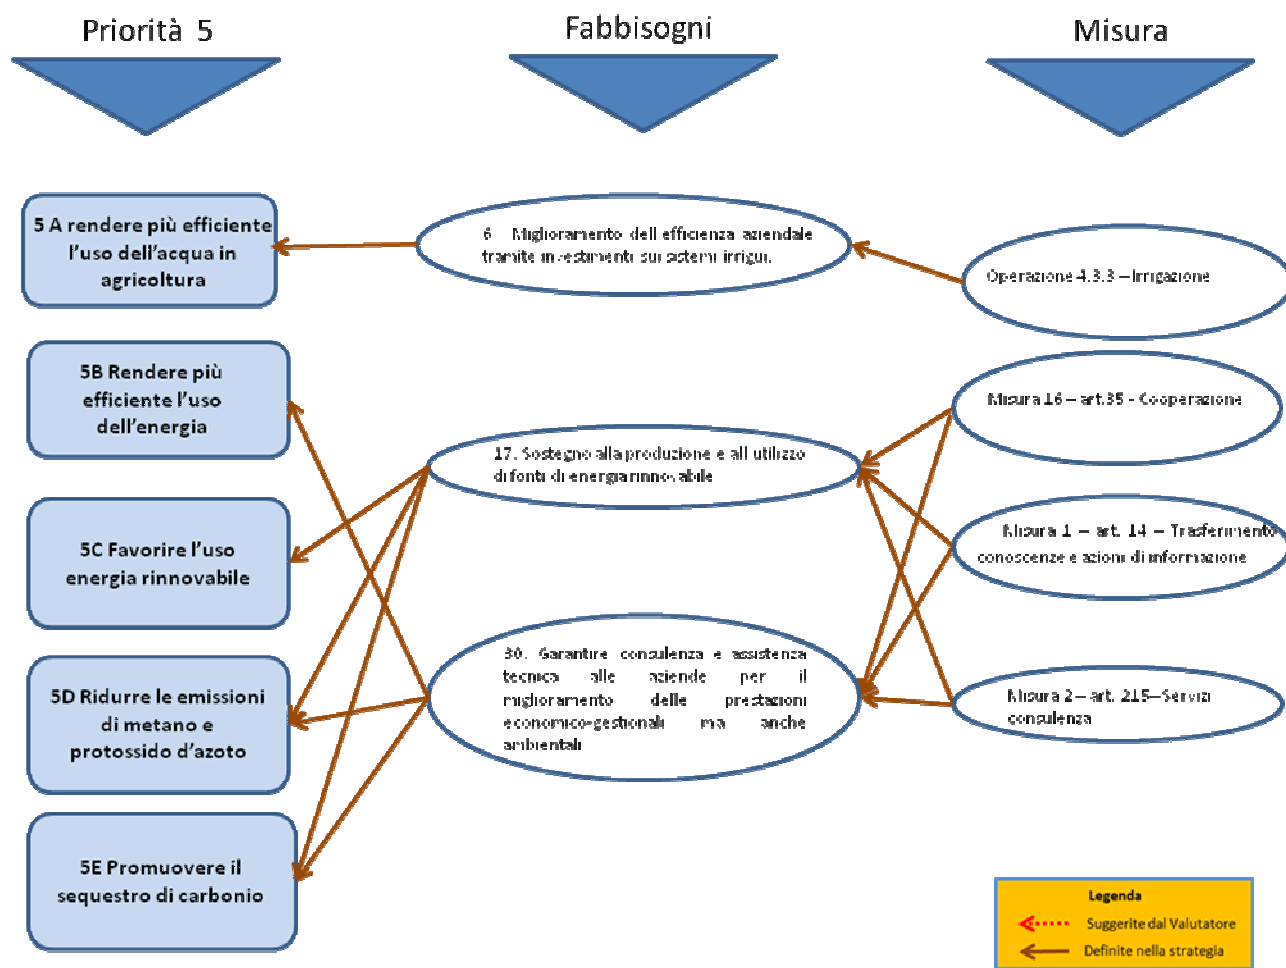 Priorità 5
Fabbisogni
Misura
5 A rendere più efficiente
l'uso dell'acqua in
agricoltura
6 Miglioramento dell efficienza aziendale
tramite investimenti sui sistemi irrigui.
Operazione 4.3.3 – Irrigazione
5B Rendere più
efficiente l'uso
dell'energia
Misura 16 – art.35 - Cooperazione
17. Sostegno alla produzione e all utilizzo
di fonti di energia rinnovabile
5C Favorire l'uso
energia rinnovabile
Misura 1 – art. 14 – Trasferimento
conoscenze e azioni di informazione
30. Garantire consulenza e assistenza
tecnica alle aziende per il
miglioramento delle prestazioni
economico-gestionali ma anche
ambientali
5D Ridurre le emissioni
di metano e
protossido d'azoto
Misura 2 – art. 215–Servizi
consulenza
5E Promuovere il
sequestro di carbonio
Legenda
Suggerite dal Valutatore
Definite nella strategia